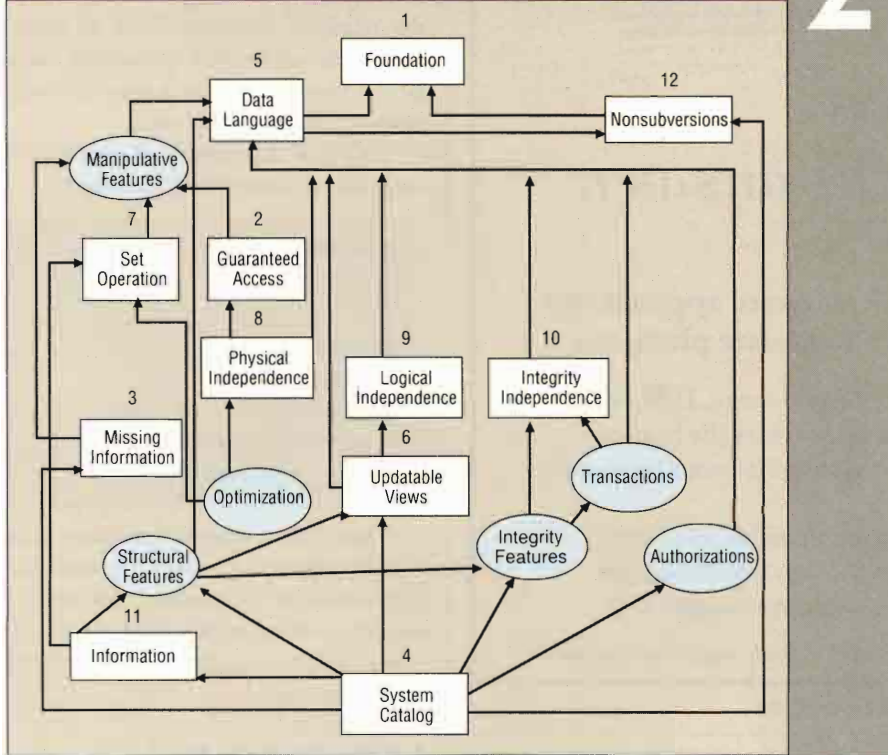 2
1
Foundation
5
Data
Language
12
Nonsubversions
Manipulative
Features
7
Set
Operation
2
Guaranteed
Access
8
Physical
Independence
9
Logical
Independence
10
Integrity
Independence
3
Missing
Information
6
Updatable
Views
Optimization
Transactions
Structural
Features
Integrity
Features
Authorizations
11
Information
4
System
Catalog